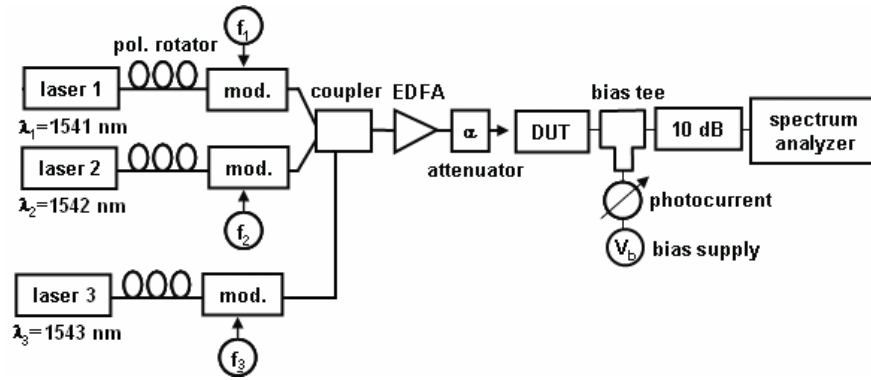 f₁
pol. rotator
laser 1
mod.
coupler
EDFA
bias tee
λ₁=1541 nm
α
DUT
10 dB
spectrum
analyzer
laser 2
mod.
attenuator
λ₂=1542 nm
f₂
photocurrent
V_b
bias supply
laser 3
mod.
λ₃=1543 nm
f₃